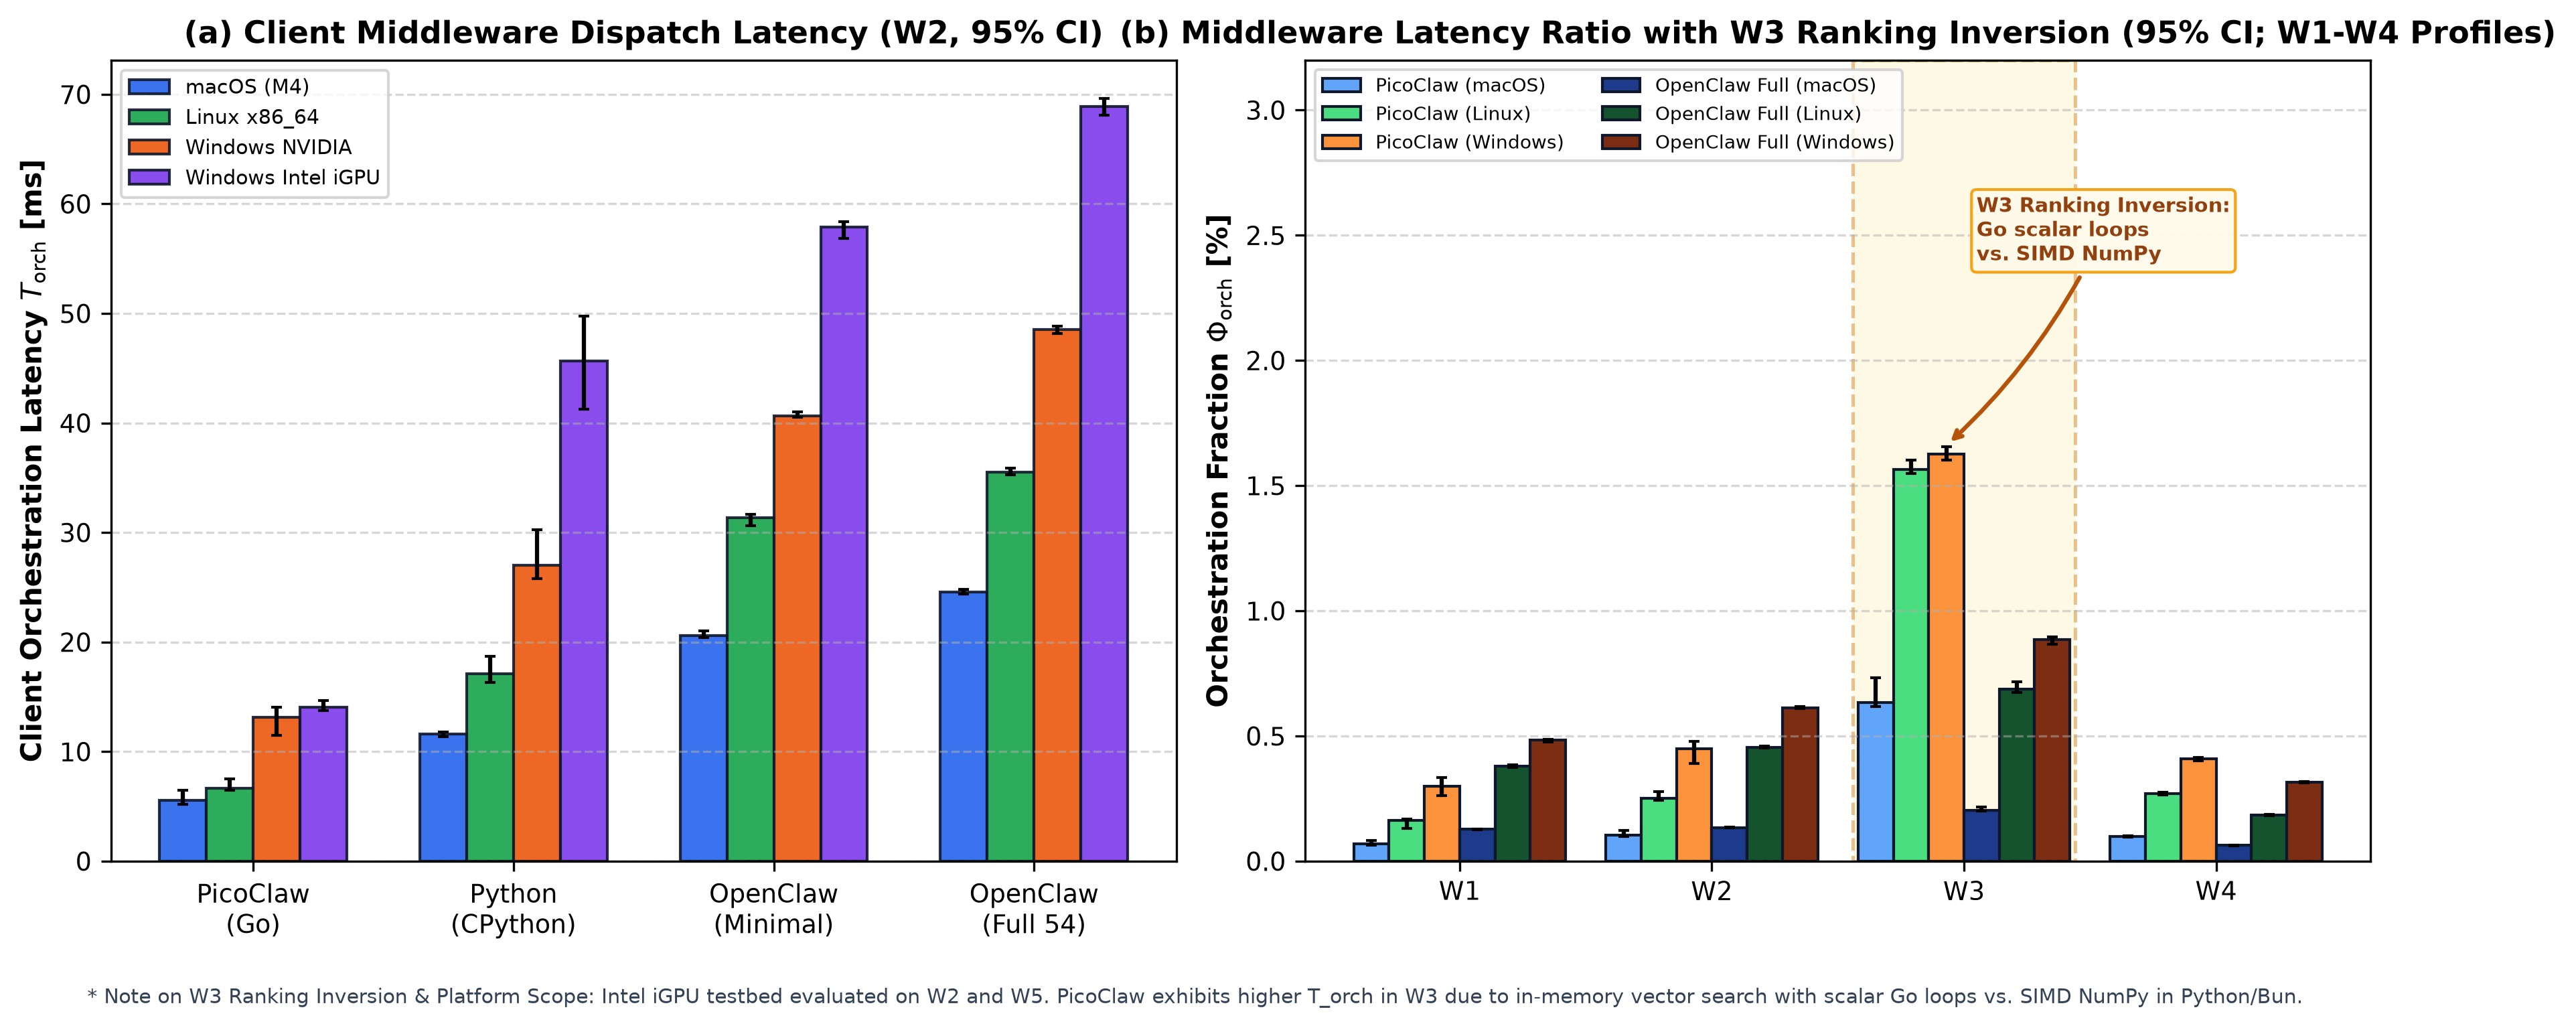 (a) Client Middleware Dispatch Latency (W2, 95% CI)
Client Orchestration Latency T_orch [ms]
70
60
50
40
30
20
10
0
macOS (M4)
Linux x86_64
Windows NVIDIA
Windows Intel iGPU
PicoClaw
(Go)
Python
(CPython)
OpenClaw
(Minimal)
OpenClaw
(Full 54)
(b) Middleware Latency Ratio with W3 Ranking Inversion (95% CI; W1-W4 Profiles)
Orchestration Fraction Φ_orch [%]
3.0
2.5
2.0
1.5
1.0
0.5
0.0
PicoClaw (macOS)
PicoClaw (Linux)
PicoClaw (Windows)
OpenClaw Full (macOS)
OpenClaw Full (Linux)
OpenClaw Full (Windows)
W3 Ranking Inversion:
Go scalar loops
vs. SIMD NumPy
W1
W2
W3
W4
* Note on W3 Ranking Inversion & Platform Scope: Intel iGPU testbed evaluated on W2 and W5. PicoClaw exhibits higher T_orch in W3 due to in-memory vector search with scalar Go loops vs. SIMD NumPy in Python/Bun.